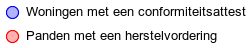 Woningen met een conformiteitsattest
Panden met een herstelvordering